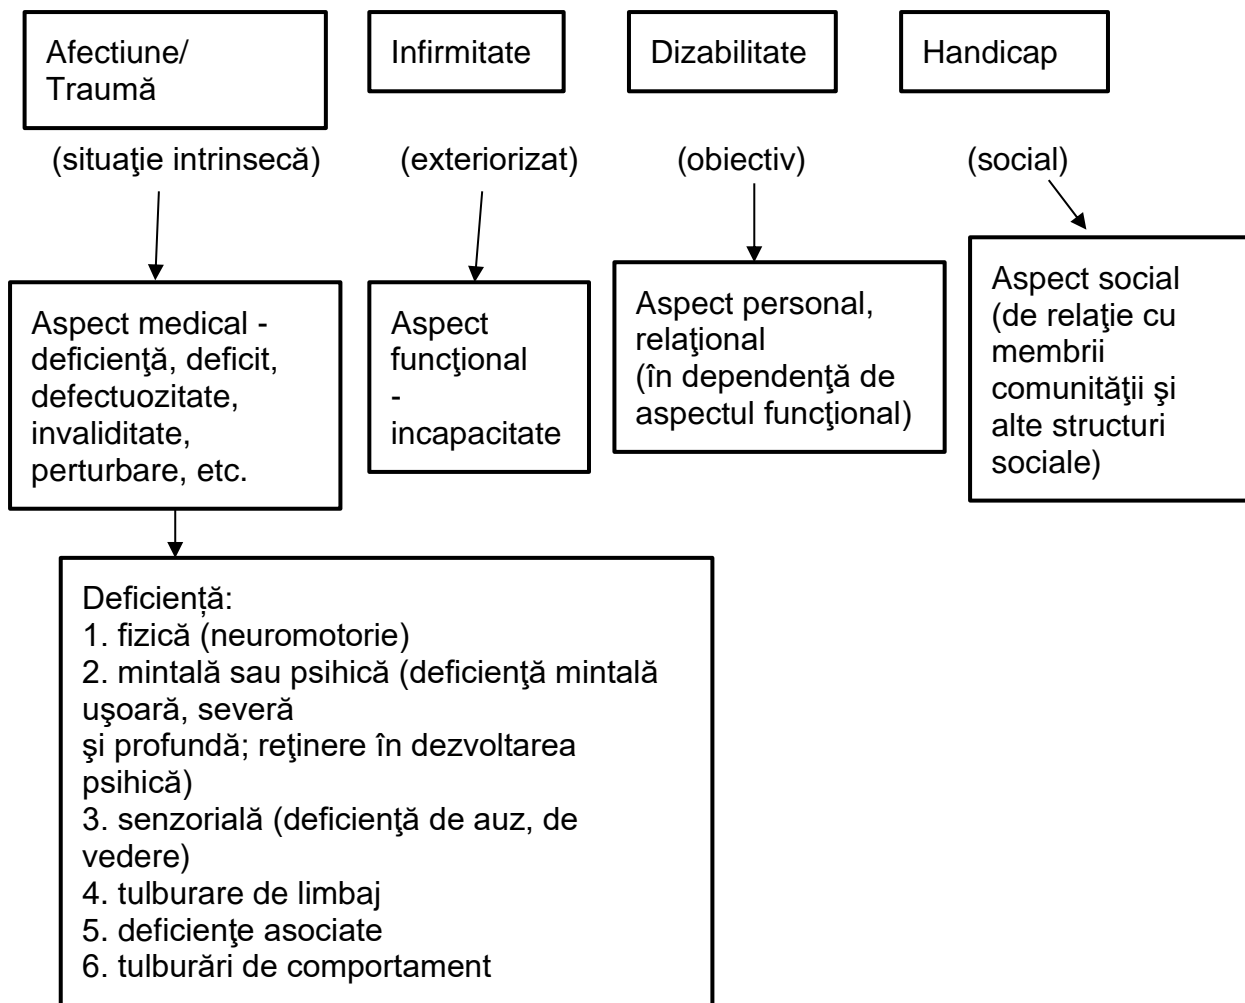 Afectiune/
Traumă
Infirmitate
Dizabilitate
Handicap
(situaţie intrinsecă)
(exteriorizat)
(obiectiv)
(social)
Aspect medical -
deficienţă, deficit,
defectuozitate,
invaliditate,
perturbare, etc.
Aspect
funcţional
-
incapacitate
Aspect personal,
relaţional
(în dependenţă de
aspectul funcţional)
Aspect social
(de relaţie cu
membrii
comunităţii şi
alte structuri
sociale)
Deficiență:
1. fizică (neuromotorie)
2. mintală sau psihică (deficienţă mintală
uşoară, severă
şi profundă; reţinere în dezvoltarea
psihică)
3. senzorială (deficienţă de auz, de
vedere)
4. tulburare de limbaj
5. deficienţe asociate
6. tulburări de comportament